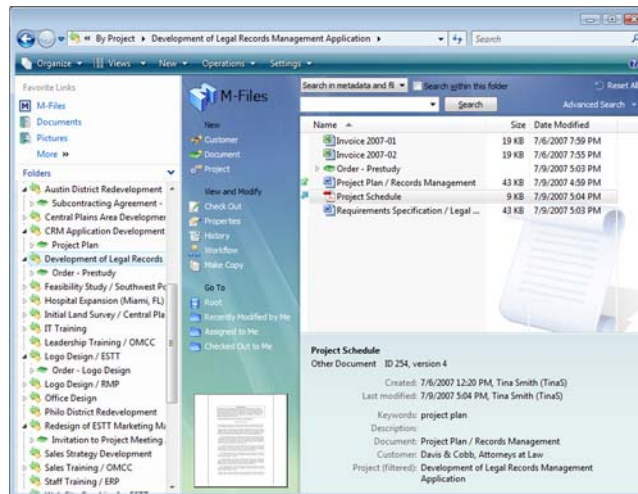 « By Project ▸ Development of Legal Records Management Application ▸
Search
Organize
Views
New
Operations
Settings
Favorite Links
M-Files
Documents
Pictures
More »
Folders
Austin District Redevelopment
Subcontracting Agreement -
Central Plains Area Developmer
CRM Application Development
Project Plan
Development of Legal Records
Order - Prestudy
Feasibility Study / Southwest Po
Hospital Expansion (Miami, FL)
Initial Land Survey / Central Pla
IT Training
Leadership Training / OMCC
Logo Design / ESTT
Order - Logo Design
Logo Design / RMP
Office Design
Philo District Redevelopment
Redesign of ESTT Marketing Ma
Invitation to Project Meeting
Sales Strategy Development
Sales Training / OMCC
Staff Training / ERP
M-Files
New
Customer
Document
Project
View and Modify
Check Out
Properties
History
Workflow
Make Copy
Go To
Root
Recently Modified by Me
Assigned to Me
Checked Out to Me
Search in metadata and fi
Search within this folder
Reset All
Search
Advanced Search
Name Size Date Modified
Invoice 2007-01 19 KB 7/6/2007 7:59 PM
Invoice 2007-02 19 KB 7/6/2007 7:55 PM
Order - Prestudy 7/9/2007 5:03 PM
Project Plan / Records Management 43 KB 7/9/2007 4:59 PM
Project Schedule 9 KB 7/9/2007 5:04 PM
Requirements Specification / Legal ... 43 KB 7/9/2007 5:03 PM
Project Schedule
Other Document ID 254, version 4
Created: 7/6/2007 12:20 PM, Tina Smith (TinaS)
Last modified: 7/9/2007 5:04 PM, Tina Smith (TinaS)
Keywords: project plan
Description:
Document: Project Plan / Records Management
Customer: Davis & Cobb, Attorneys at Law
Project (filtered): Development of Legal Records Management
Application